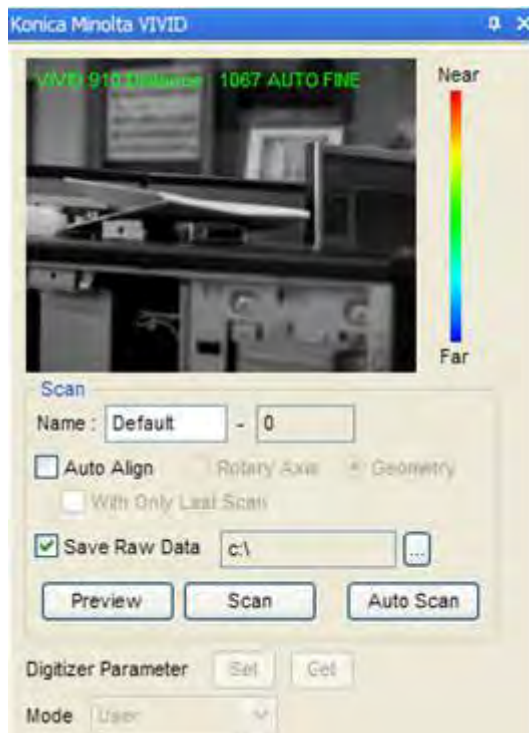 Konica Minolta VIVID
VIVID 910 Distance : 1067 AUTO FINE
Near
Far
Scan
Name : Default - 0
Auto Align Rotary Axis Geometry
With Only Last Scan
Save Raw Data c:\ ...
Preview Scan Auto Scan
Digitizer Parameter Set Get
Mode User